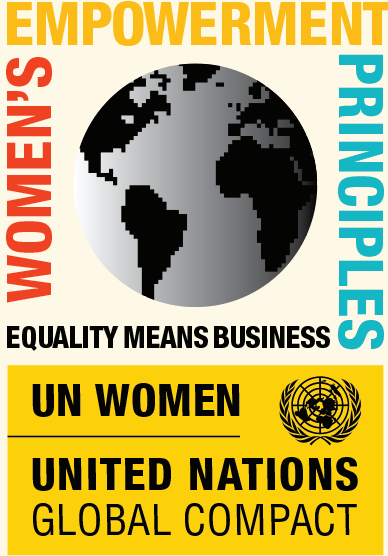 WOMEN'S
EMPOWERMENT
PRINCIPLES
EQUALITY MEANS BUSINESS
UN WOMEN
UNITED NATIONS
GLOBAL COMPACT